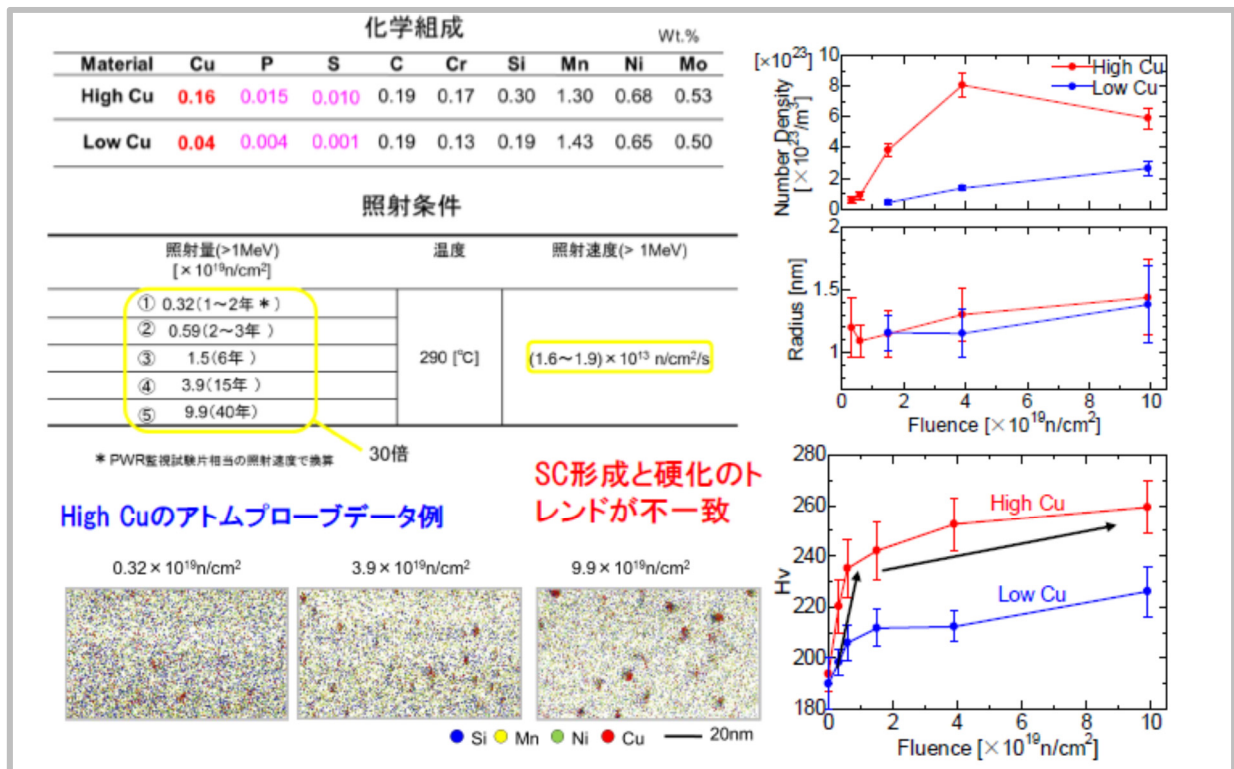 化学組成
Wt.%
Material Cu P S C Cr Si Mn Ni Mo
High Cu 0.16 0.015 0.010 0.19 0.17 0.30 1.30 0.68 0.53
Low Cu 0.04 0.004 0.001 0.19 0.13 0.19 1.43 0.65 0.50
照射条件
照射量(>1MeV) 温度 照射速度(> 1MeV)
[×10¹⁹n/cm²]
① 0.32(1～2年*)
② 0.59(2～3年)
③ 1.5(6年)
④ 3.9(15年)
⑤ 9.9(40年)
290 [℃]
(1.6～1.9)×10¹³ n/cm²/s
* PWR監視試験片相当の照射速度で換算
30倍
High Cuのアトムプローブデータ例
SC形成と硬化のト
レンドが不一致
0.32×10¹⁹n/cm² 3.9×10¹⁹n/cm² 9.9×10¹⁹n/cm²
Si Mn Ni Cu 20nm
[×10²³]
Number Density
[×10²³/m³]
10
8
6
4
2
0
High Cu
Low Cu
Radius [nm]
2
1.5
1
0 2 4 6 8 10
Fluence [×10¹⁹n/cm²]
Hv
280
260
240
220
200
180
High Cu
Low Cu
0 2 4 6 8 10
Fluence [×10¹⁹n/cm²]